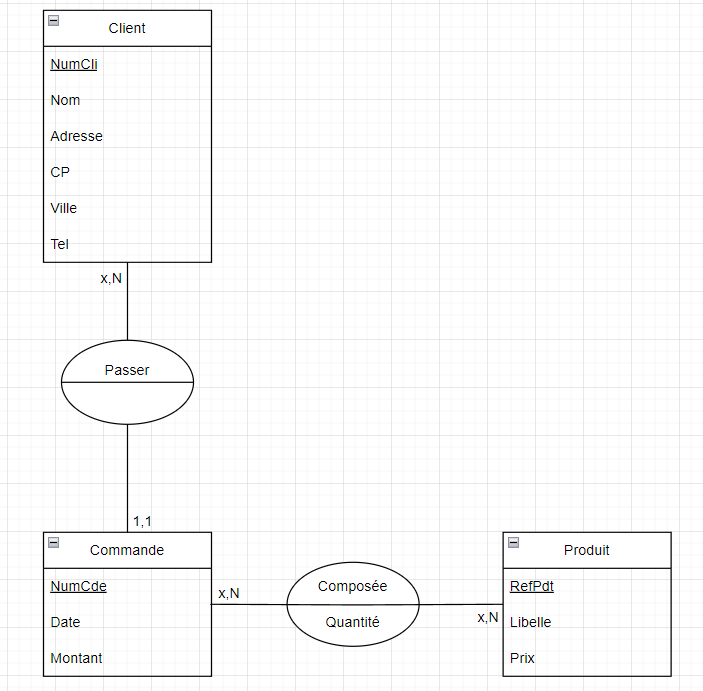 Client
NumCli
Nom
Adresse
CP
Ville
Tel
x,N
Passer
1,1
Commande
NumCde
Date
Montant
x,N
Composée
Quantité
x,N
Produit
RefPdt
Libelle
Prix